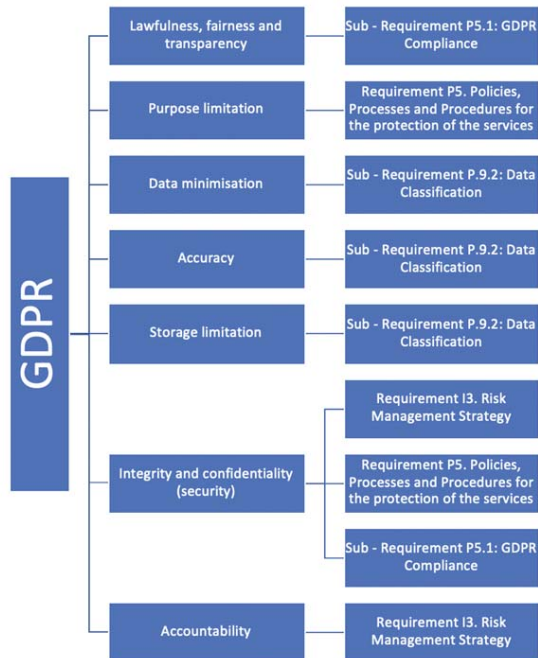 GDPR
Lawfulness, fairness and
transparency
Sub - Requirement P5.1: GDPR
Compliance
Purpose limitation
Requirement P5. Policies,
Processes and Procedures for
the protection of the services
Data minimisation
Sub - Requirement P.9.2: Data
Classification
Accuracy
Sub - Requirement P.9.2: Data
Classification
Storage limitation
Sub - Requirement P.9.2: Data
Classification
Integrity and confidentiality
(security)
Requirement I3. Risk
Management Strategy
Requirement P5. Policies,
Processes and Procedures for
the protection of the services
Sub - Requirement P5.1: GDPR
Compliance
Accountability
Requirement I3. Risk
Management Strategy